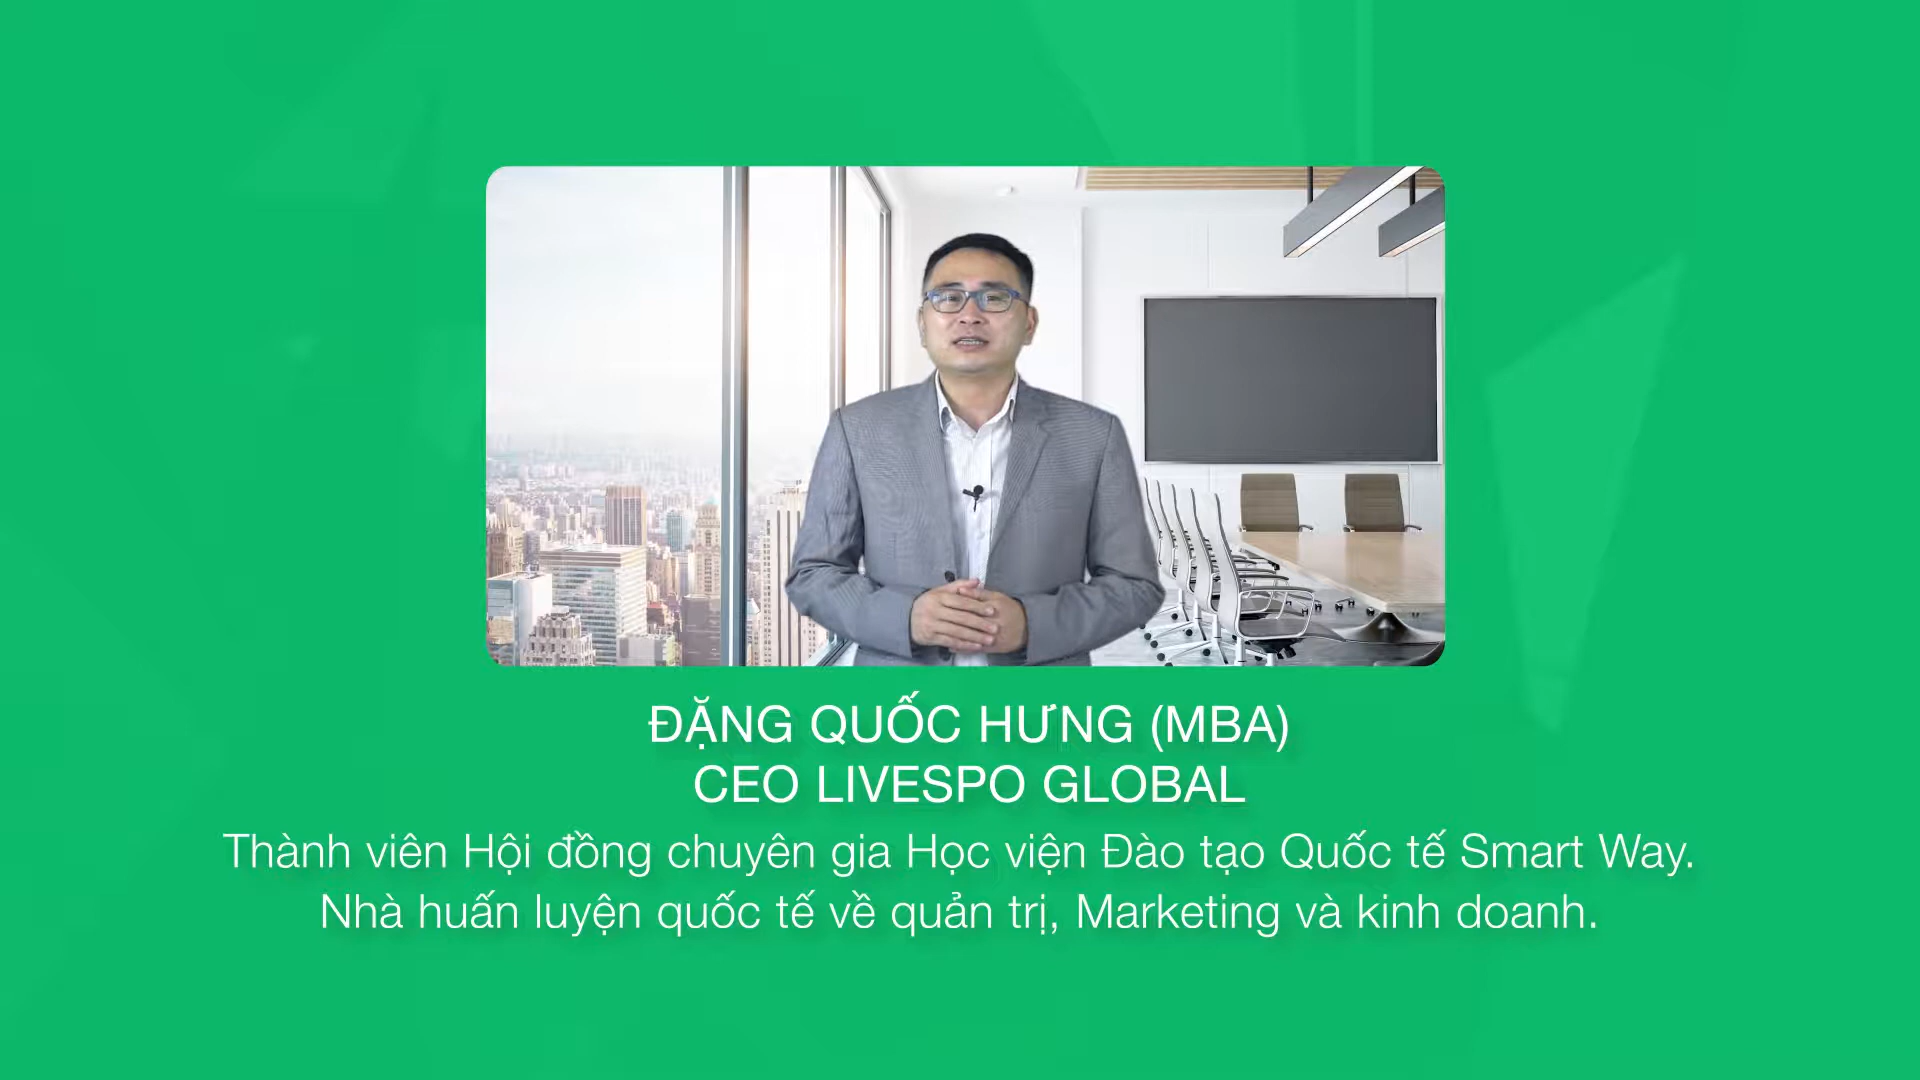 ĐẶNG QUỐC HƯNG (MBA)
CEO LIVESPO GLOBAL
Thành viên Hội đồng chuyên gia Học viện Đào tạo Quốc tế Smart Way.
Nhà huấn luyện quốc tế về quản trị, Marketing và kinh doanh.